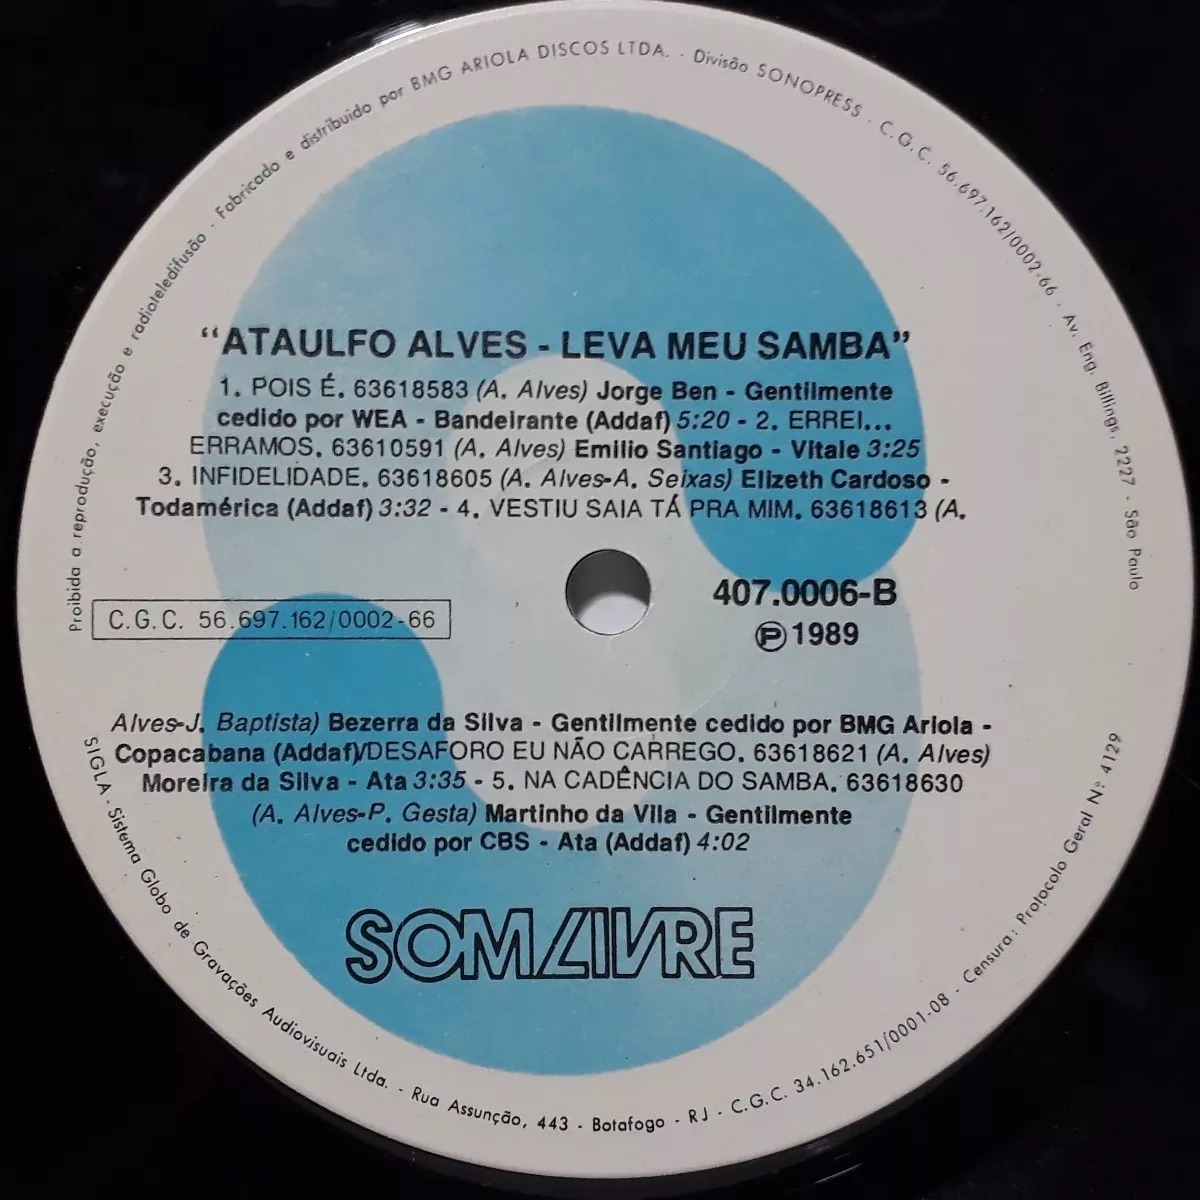 Proibida a reprodução, execução e radioteledifusão - Fabricado e distribuido por BMG ARIOLA DISCOS LTDA. - Divisão SONOPRESS - C.G.C. 56.697.162/0002-66 - Av. Eng. Billings, 2227 - São Paulo
"ATAULFO ALVES - LEVA MEU SAMBA"
1. POIS É. 63618583 (A. Alves) Jorge Ben - Gentilmente
cedido por WEA - Bandeirante (Addaf) 5:20 - 2. ERREI...
ERRAMOS. 63610591 (A. Alves) Emilio Santiago - Vitale 3:25
3. INFIDELIDADE. 63618605 (A. Alves-A. Seixas) Elizeth Cardoso -
Todamérica (Addaf) 3:32 - 4. VESTIU SAIA TÁ PRA MIM. 63618613 (A.
C.G.C. 56.697.162/0002-66
407.0006-B
Ⓟ 1989
Alves-J. Baptista) Bezerra da Silva - Gentilmente cedido por BMG Ariola -
Copacabana (Addaf)/DESAFORO EU NÃO CARREGO. 63618621 (A. Alves)
Moreira da Silva - Ata 3:35 - 5. NA CADÊNCIA DO SAMBA. 63618630
(A. Alves-P. Gesta) Martinho da Vila - Gentilmente
cedido por CBS - Ata (Addaf) 4:02
SOM LIVRE
SIGLA - Sistema Globo de Gravações Audiovisuais Ltda. - Rua Assunção, 443 - Botafogo - RJ - C.G.C. 34.162.651/0001-08 - Censura: Protocolo Geral Nº 4129